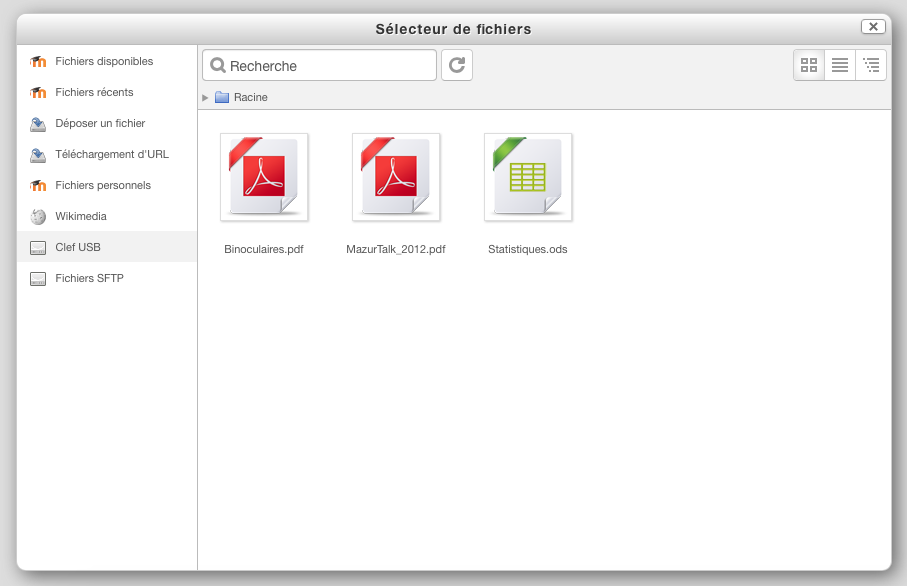 Sélecteur de fichiers
Fichiers disponibles
Fichiers récents
Déposer un fichier
Téléchargement d'URL
Fichiers personnels
Wikimedia
Clef USB
Fichiers SFTP
Recherche
Racine
Binoculaires.pdf
MazurTalk_2012.pdf
Statistiques.ods